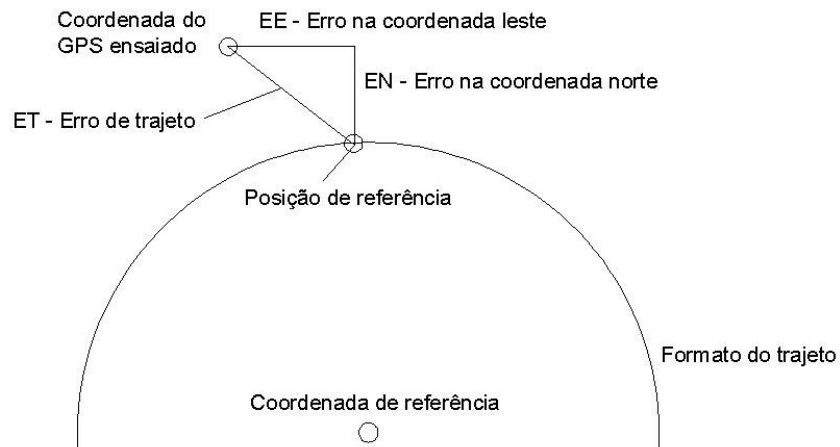 Coordenada do
GPS ensaiado
EE - Erro na coordenada leste
EN - Erro na coordenada norte
ET - Erro de trajeto
Posição de referência
Formato do trajeto
Coordenada de referência